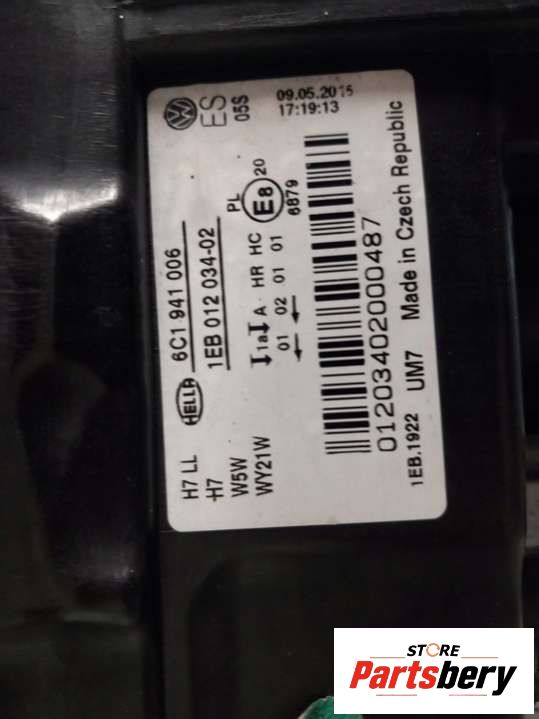 ES
05S
09.05.2015
17:19:13
HELLA
6C1 941 006
1EB 012 034-02
PL
E8
20
6879
1a A HR HC
01 02 01 01
H7 LL
H7
W5W
WY21W
012034020000487
1EB.1922 UM7 Made in Czech Republic
STORE
Partsbery